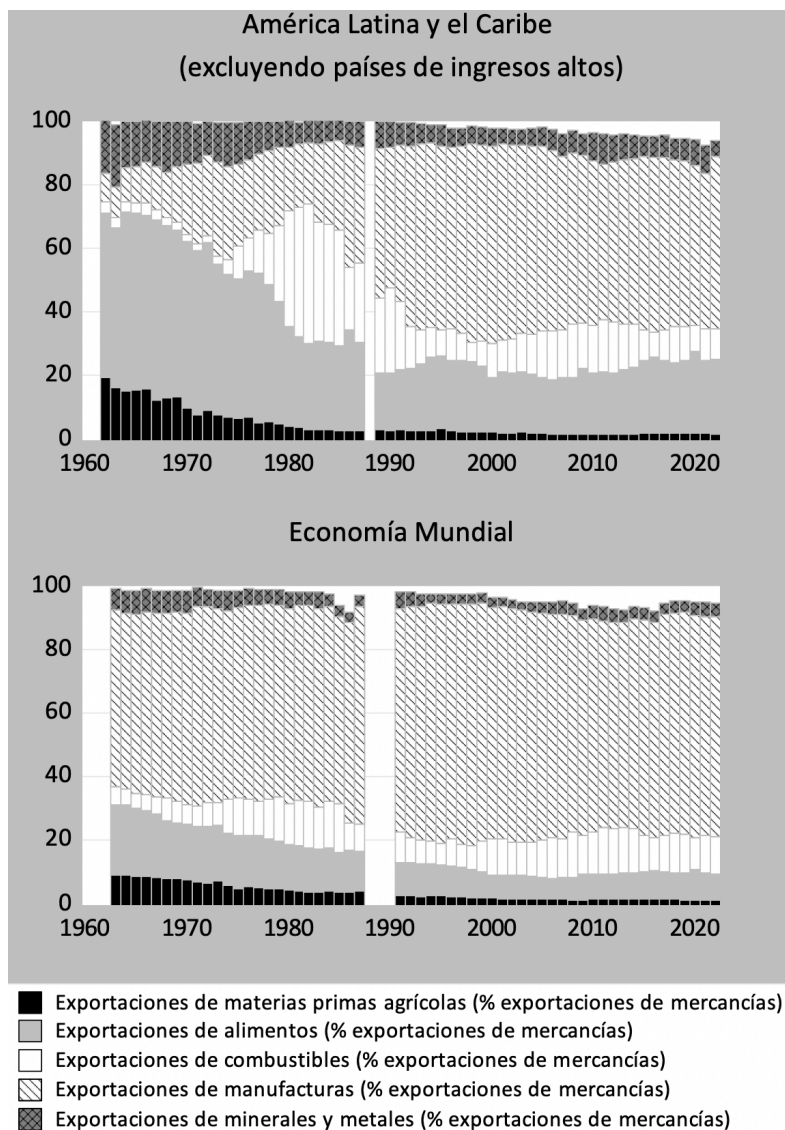 América Latina y el Caribe
(excluyendo países de ingresos altos)
100
80
60
40
20
0
1960 1970 1980 1990 2000 2010 2020
Economía Mundial
100
80
60
40
20
0
1960 1970 1980 1990 2000 2010 2020
Exportaciones de materias primas agrícolas (% exportaciones de mercancías)
Exportaciones de alimentos (% exportaciones de mercancías)
Exportaciones de combustibles (% exportaciones de mercancías)
Exportaciones de manufacturas (% exportaciones de mercancías)
Exportaciones de minerales y metales (% exportaciones de mercancías)